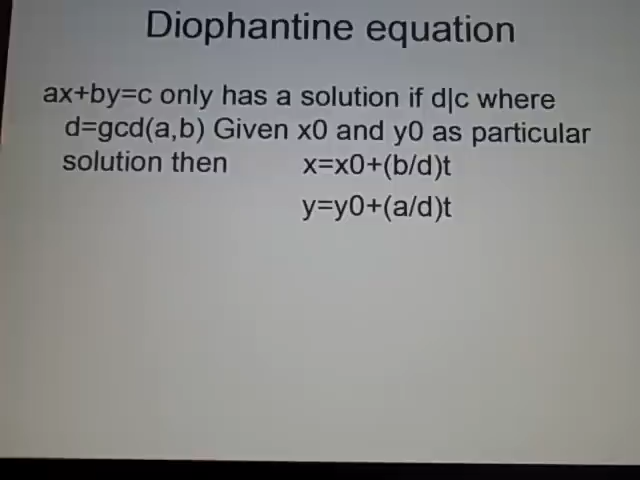 Diophantine equation
ax+by=c only has a solution if d|c where
d=gcd(a,b) Given x0 and y0 as particular
solution then x=x0+(b/d)t
y=y0+(a/d)t